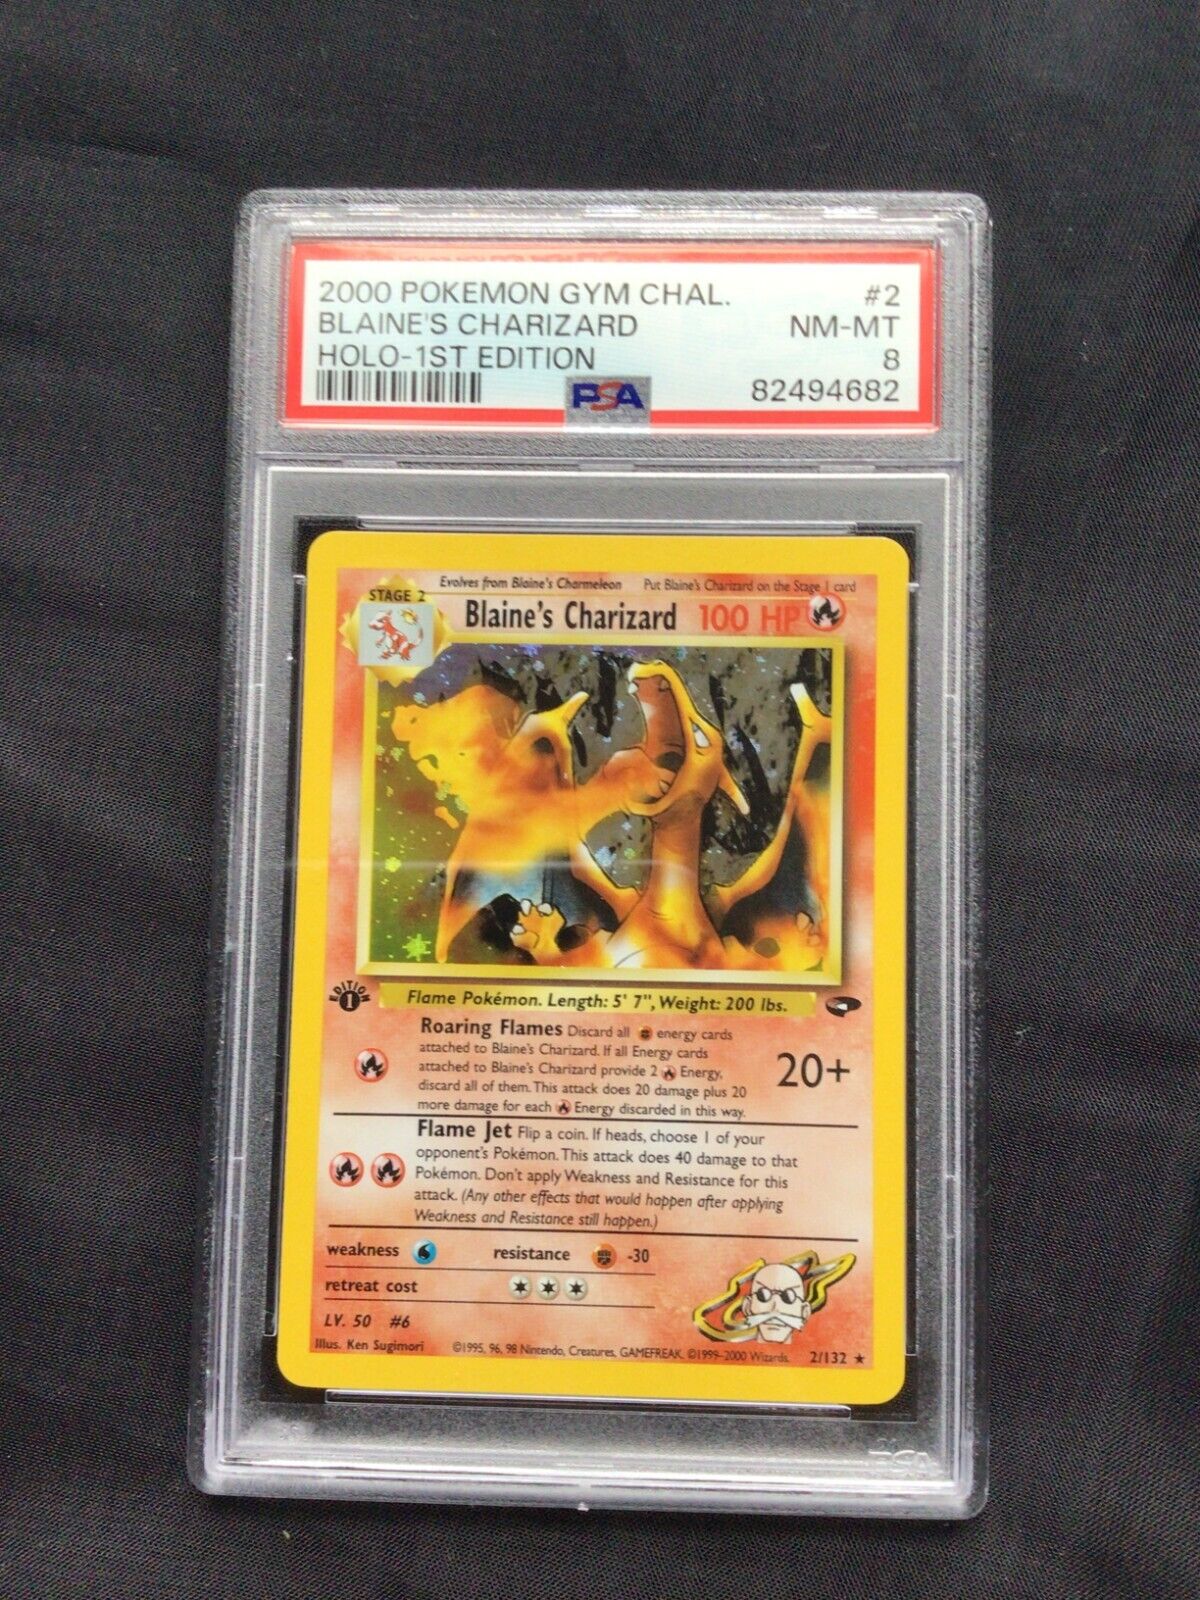 2000 POKEMON GYM CHAL. #2
BLAINE'S CHARIZARD NM-MT
HOLO-1ST EDITION 8
PSA 82494682
Evolves from Blaine's Charmeleon Put Blaine's Charizard on the Stage 1 card
STAGE 2
Blaine's Charizard 100 HP
EDITION
1
Flame Pokémon. Length: 5' 7", Weight: 200 lbs.
Roaring Flames Discard all energy cards
attached to Blaine's Charizard. If all Energy cards
attached to Blaine's Charizard provide 2 Energy,
discard all of them. This attack does 20 damage plus 20
more damage for each Energy discarded in this way.
20+
Flame Jet Flip a coin. If heads, choose 1 of your
opponent's Pokémon. This attack does 40 damage to that
Pokémon. Don't apply Weakness and Resistance for this
attack. (Any other effects that would happen after applying
Weakness and Resistance still happen.)
weakness resistance -30
retreat cost
LV. 50 #6
Illus. Ken Sugimori ©1995, 96, 98 Nintendo, Creatures, GAMEFREAK. ©1999-2000 Wizards. 2/132 ★
PSA